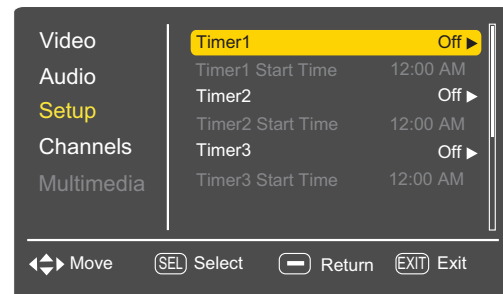 Video
Audio
Setup
Channels
Multimedia
Timer1 Off
Timer1 Start Time 12:00 AM
Timer2 Off
Timer2 Start Time 12:00 AM
Timer3 Off
Timer3 Start Time 12:00 AM
Move SEL Select Return EXIT Exit